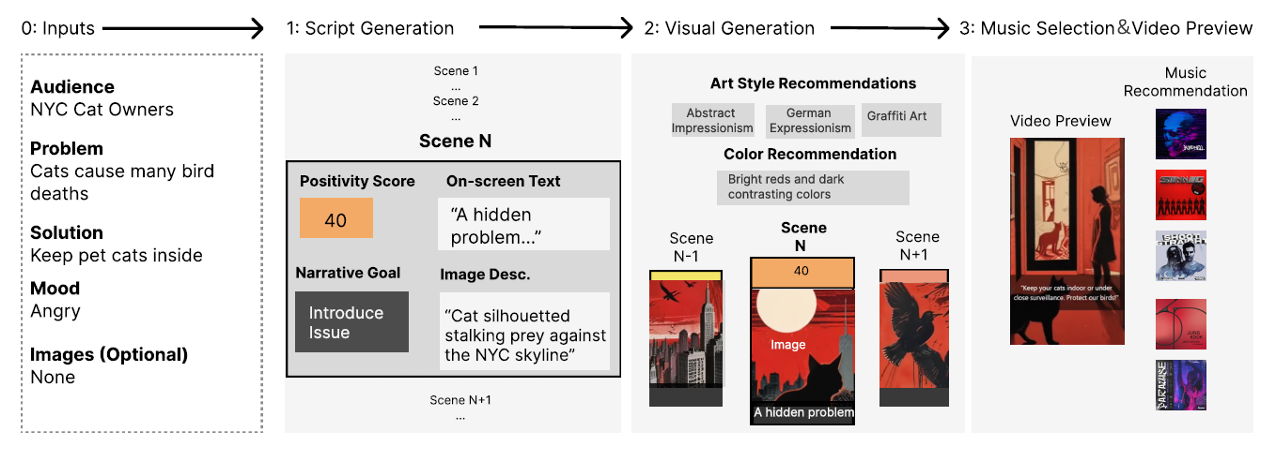 0: Inputs
1: Script Generation
2: Visual Generation
3: Music Selection&Video Preview
Audience
NYC Cat Owners
Problem
Cats cause many bird
deaths
Solution
Keep pet cats inside
Mood
Angry
Images (Optional)
None
Scene 1
...
Scene 2
...
Scene N
Positivity Score
40
On-screen Text
“A hidden
problem...”
Narrative Goal
Introduce
Issue
Image Desc.
“Cat silhouetted
stalking prey against
the NYC skyline”
Scene N+1
...
Art Style Recommendations
Abstract
Impressionism
German
Expressionism
Graffiti Art
Color Recommendation
Bright reds and dark
contrasting colors
Scene
N-1
Scene
N
40
Image
A hidden problem
Scene
N+1
Video Preview
"Keep your cats indoor or under
close surveillance. Protect our birds!"
Music
Recommendation
SHOOT
STRAIGHT
PARADISE